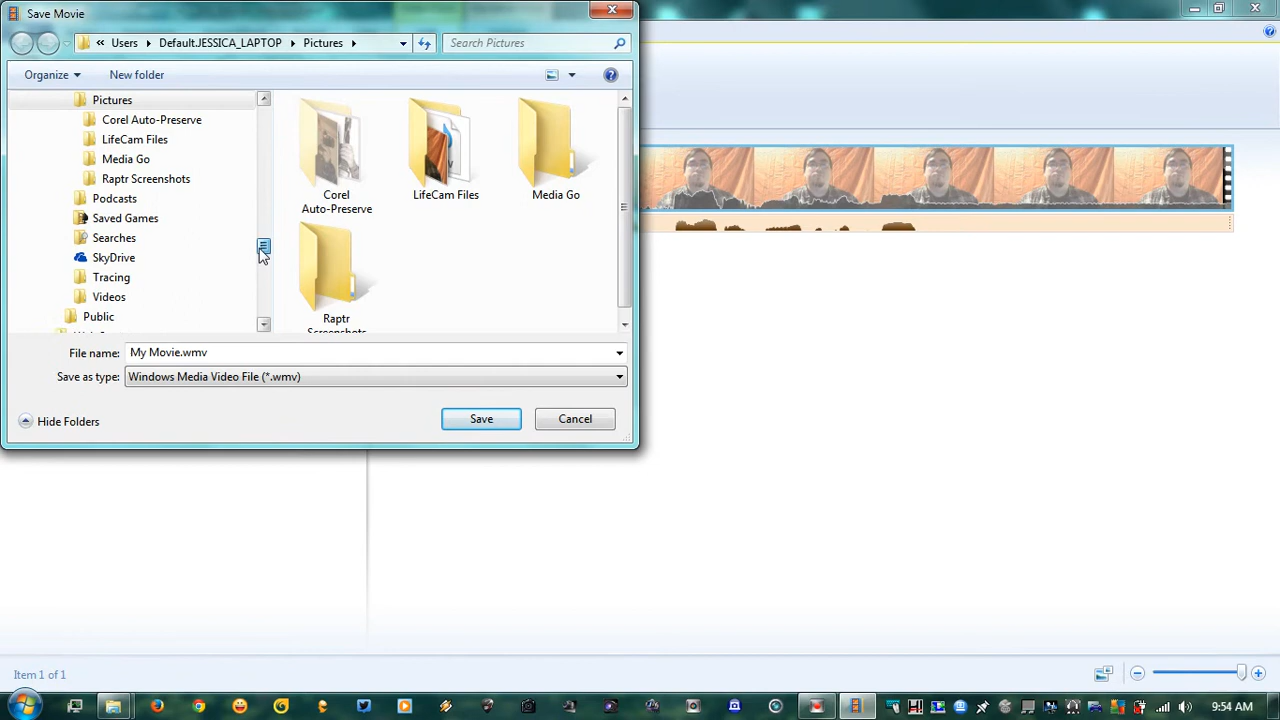 Save Movie
« Users Default.JESSICA_LAPTOP Pictures
Search Pictures
Organize
New folder
Pictures
Corel Auto-Preserve
LifeCam Files
Media Go
Raptr Screenshots
Podcasts
Saved Games
Searches
SkyDrive
Tracing
Videos
Public
Corel
Auto-Preserve
LifeCam Files
Media Go
Raptr
Screenshots
File name:
My Movie.wmv
Save as type:
Windows Media Video File (*.wmv)
Hide Folders
Save
Cancel
Item 1 of 1
9:54 AM